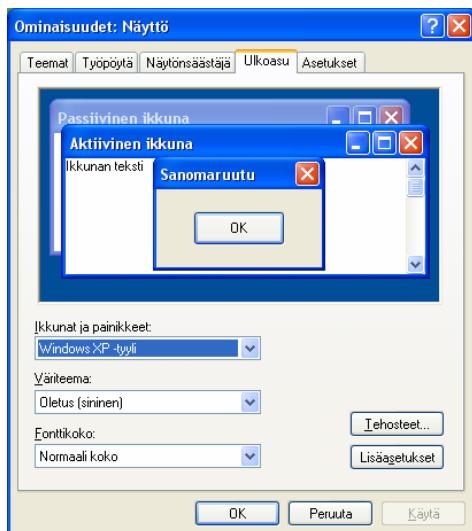 Ominaisuudet: Näyttö
Teemat Työpöytä Näytönsäästäjä Ulkoasu Asetukset
Passiivinen ikkuna
Aktiivinen ikkuna
Ikkunan teksti
Sanomaruutu
OK
Ikkunat ja painikkeet:
Windows XP -tyyli
Väriteema:
Oletus (sininen)
Tehosteet...
Fonttikoko:
Normaali koko
Lisäasetukset
OK Peruuta Käytä